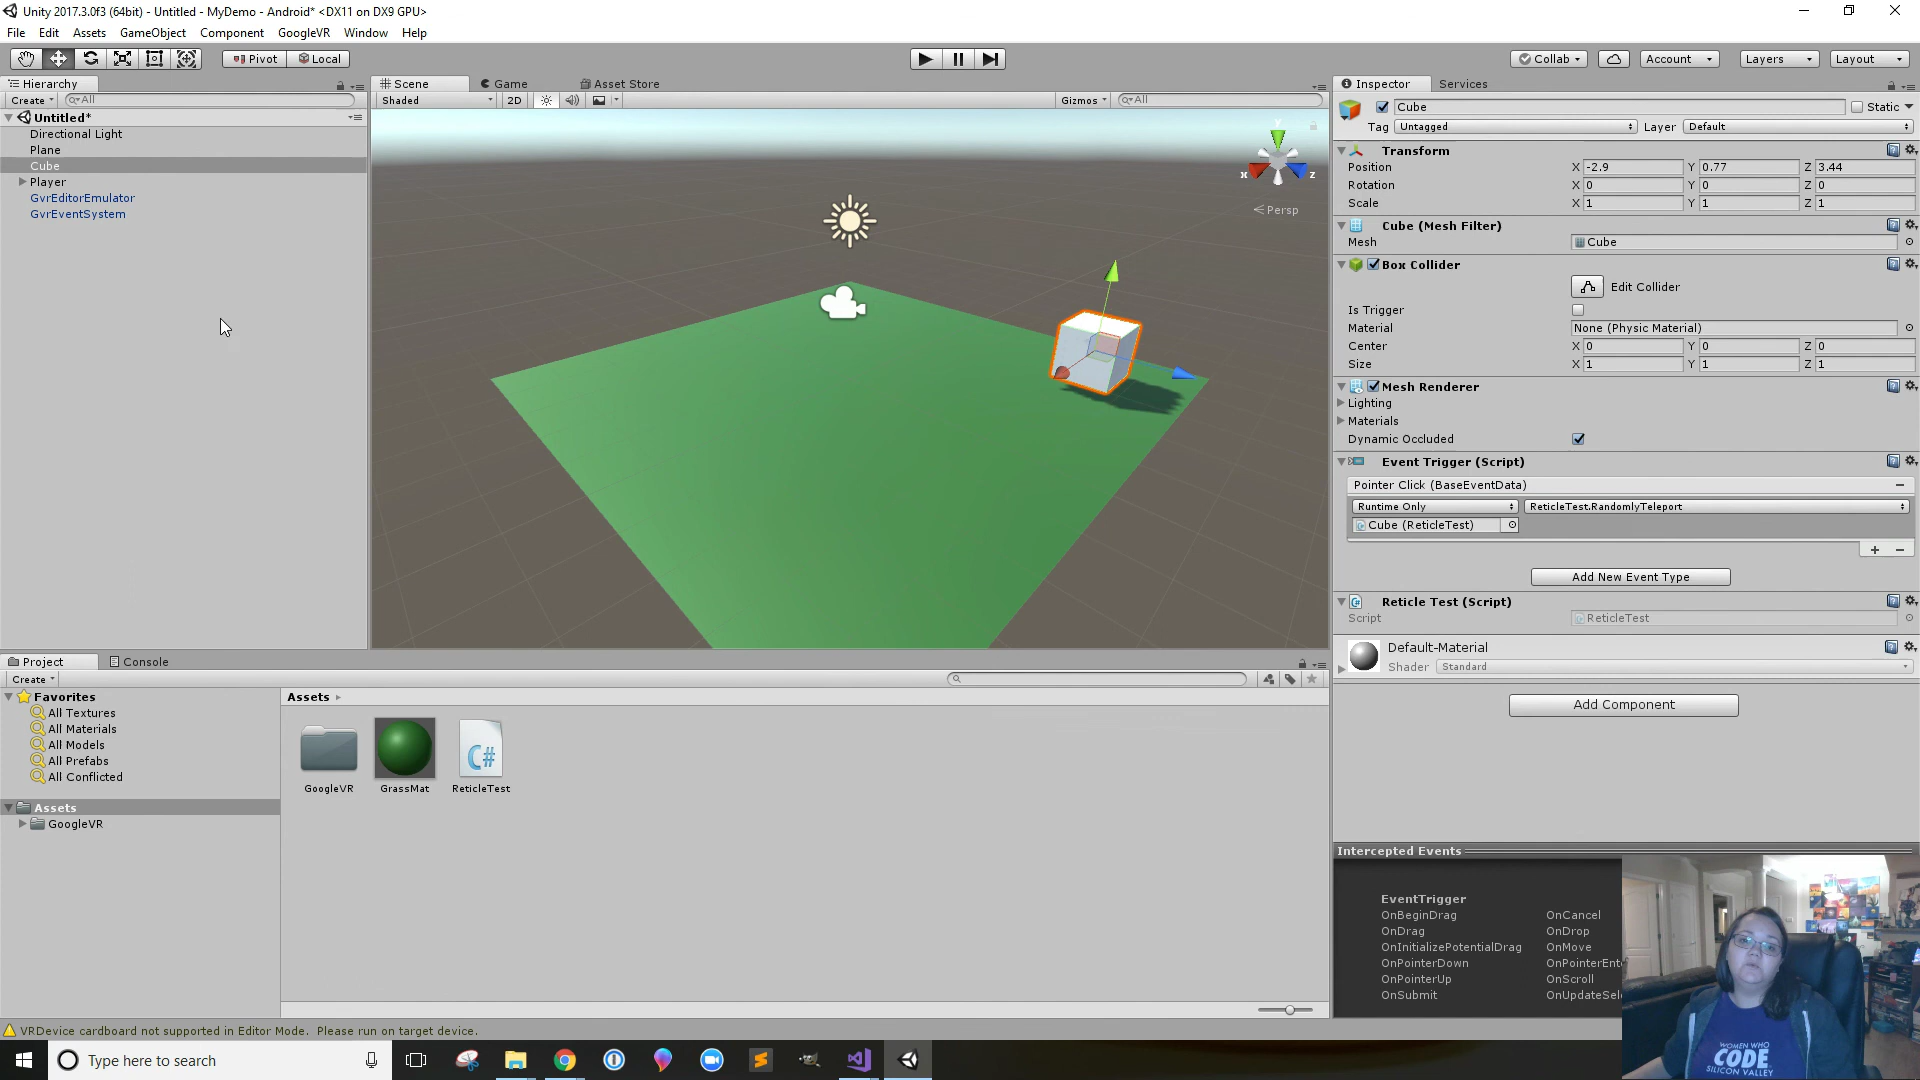 Unity 2017.3.0f3 (64bit) - Untitled - MyDemo - Android* <DX11 on DX9 GPU>
File Edit Assets GameObject Component GoogleVR Window Help
Pivot Local Collab Account Layers Layout
Hierarchy
Create All
Untitled*
Directional Light
Plane
Cube
Player
GvrEditorEmulator
GvrEventSystem
Scene Game Asset Store
Shaded 2D Gizmos All
Y
X Z
Persp
Inspector Services
Cube Static
Tag Untagged Layer Default
Transform
Position X -2.9 Y 0.77 Z 3.44
Rotation X 0 Y 0 Z 0
Scale X 1 Y 1 Z 1
Cube (Mesh Filter)
Mesh Cube
Box Collider
Edit Collider
Is Trigger
Material None (Physic Material)
Center X 0 Y 0 Z 0
Size X 1 Y 1 Z 1
Mesh Renderer
Lighting
Materials
Dynamic Occluded
Event Trigger (Script)
Pointer Click (BaseEventData)
Runtime Only ReticleTest.RandomlyTeleport
Cube (ReticleTest)
Add New Event Type
Reticle Test (Script)
Script ReticleTest
Default-Material
Shader Standard
Add Component
Intercepted Events
EventTrigger
OnBeginDrag OnCancel
OnDrag OnDrop
OnInitializePotentialDrag OnMove
OnPointerDown OnPointerEnt
OnPointerUp OnScroll
OnSubmit OnUpdateSel
Project Console
Create
Favorites
All Textures
All Materials
All Models
All Prefabs
All Conflicted
Assets
GoogleVR
Assets
GoogleVR GrassMat ReticleTest
C#
VRDevice cardboard not supported in Editor Mode. Please run on target device.
Type here to search
WOMEN WHO
CODE
SILICON VALLEY